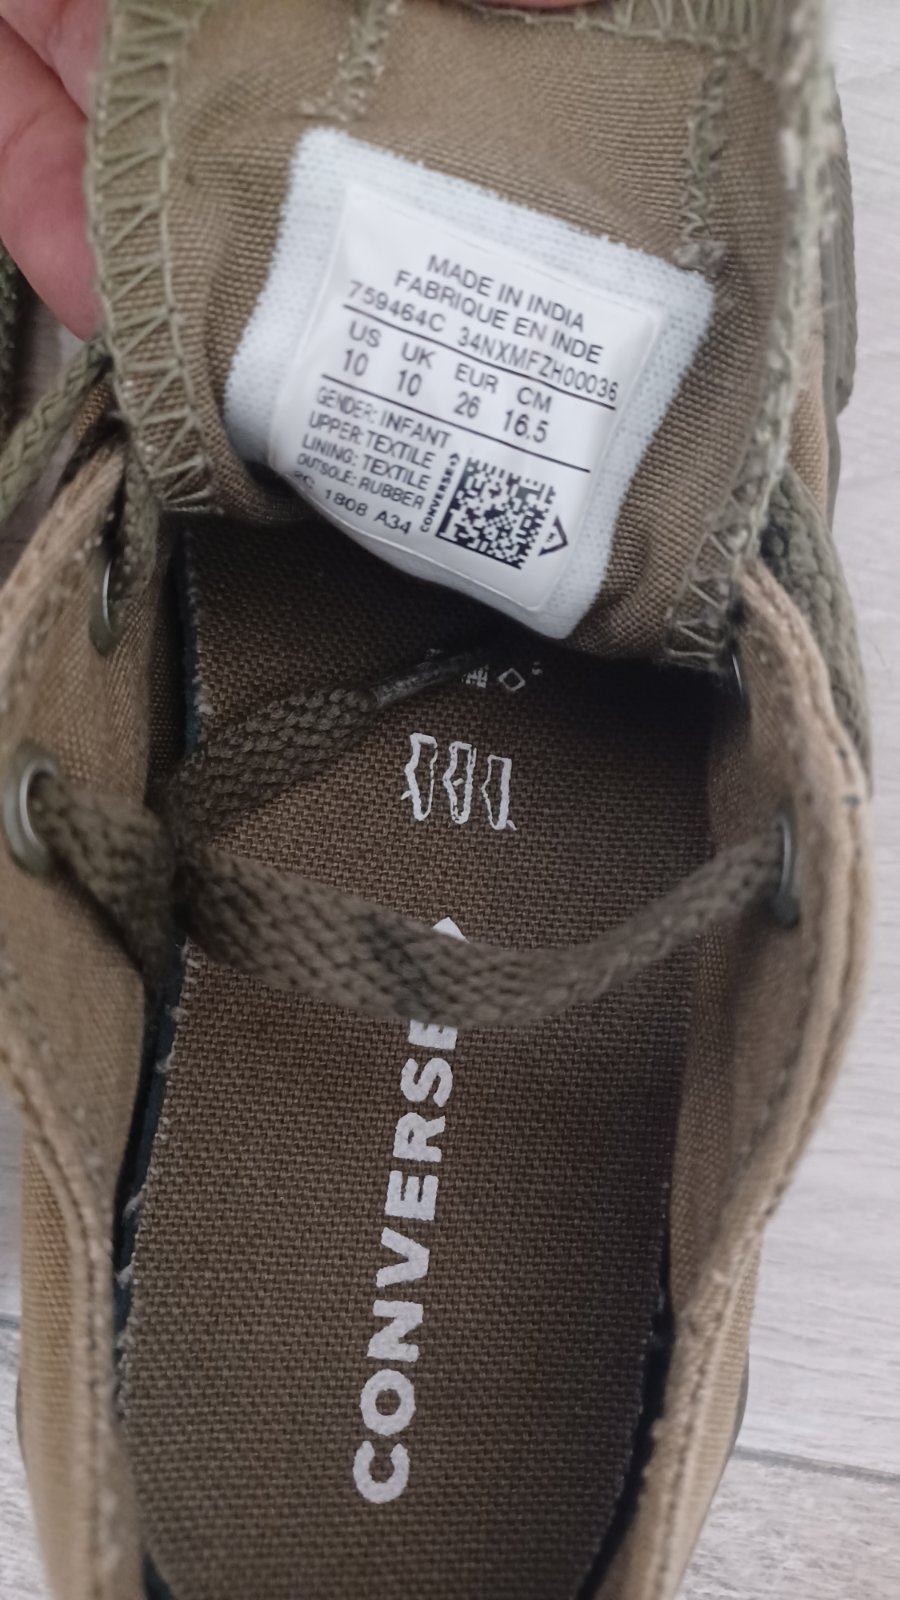 MADE IN INDIA
FABRIQUE EN INDE
759464C 34NXMFZH00036
US UK EUR CM
10 10 26 16.5
GENDER: INFANT
UPPER: TEXTILE
LINING: TEXTILE
OUTSOLE: RUBBER
1808 A34
CONVERSE
CONVERSE